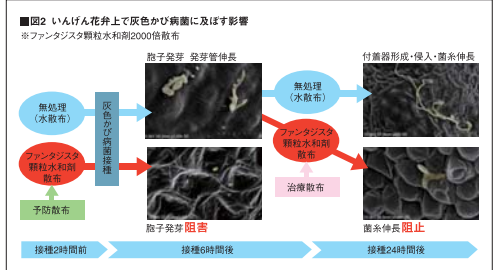 ■図2 いんげん花弁上で灰色かび病菌に及ぼす影響
※ファンタジスタ顆粒水和剤2000倍散布
胞子発芽 発芽管伸長
付着器形成・侵入・菌糸伸長
無処理
(水散布)
灰色かび病菌接種
無処理
(水散布)
ファンタジスタ
顆粒水和剤
散布
ファンタジスタ
顆粒水和剤
散布
予防散布
治療散布
胞子発芽阻害
菌糸伸長阻止
接種2時間前
接種6時間後
接種24時間後